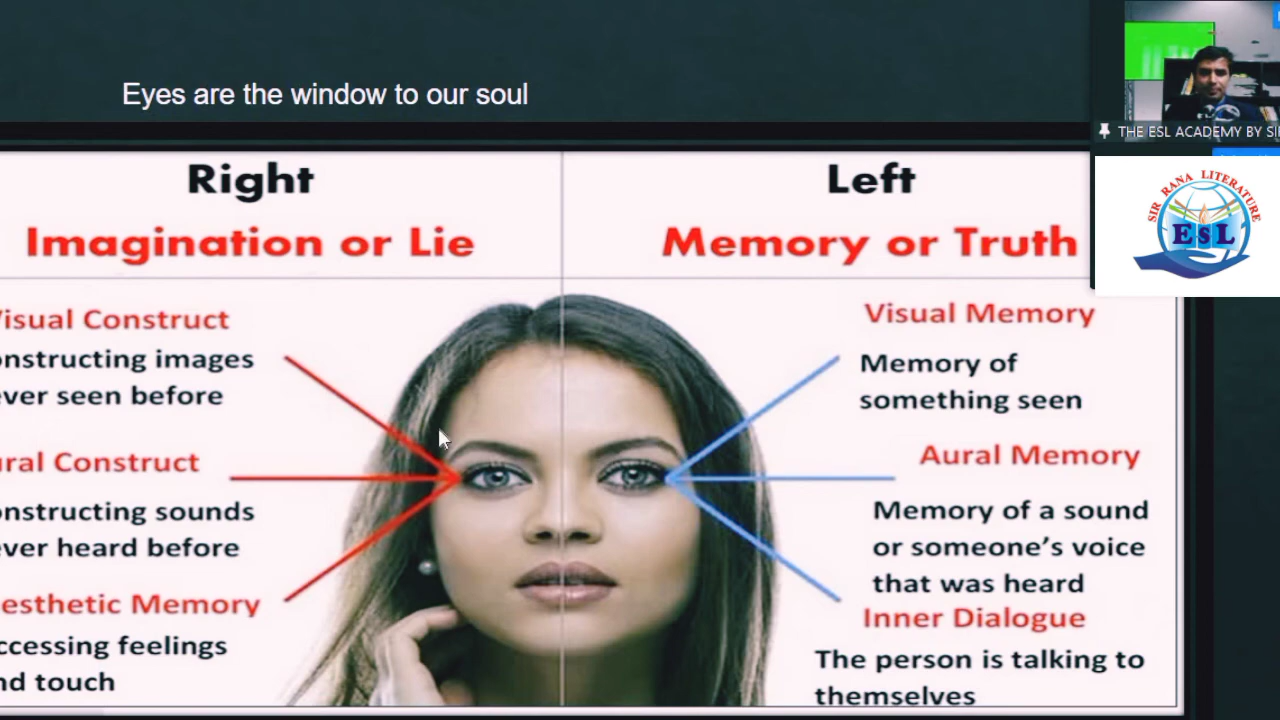 Eyes are the window to our soul
THE ESL ACADEMY BY
SIR RANA LITERATURE
EsL
Right
Left
Imagination or Lie
Memory or Truth
Visual Construct
onstructing images
ever seen before
ural Construct
onstructing sounds
ever heard before
esthetic Memory
ccessing feelings
nd touch
Visual Memory
Memory of
something seen
Aural Memory
Memory of a sound
or someone's voice
that was heard
Inner Dialogue
The person is talking to
themselves